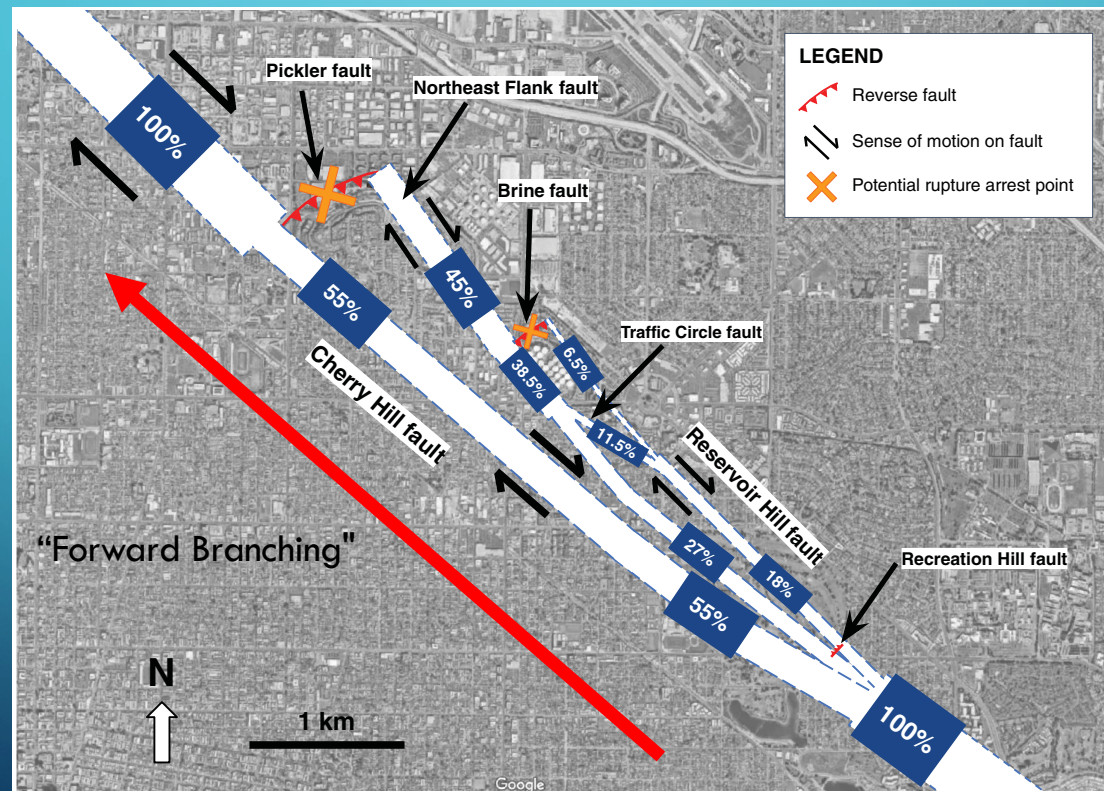 Pickler fault
Northeast Flank fault
LEGEND
Reverse fault
Sense of motion on fault
Potential rupture arrest point
100%
Brine fault
45%
55%
Traffic Circle fault
6.5%
38.5%
Cherry Hill fault
11.5%
Reservoir Hill fault
"Forward Branching"
27%
18%
Recreation Hill fault
55%
N
1 km
100%
Google